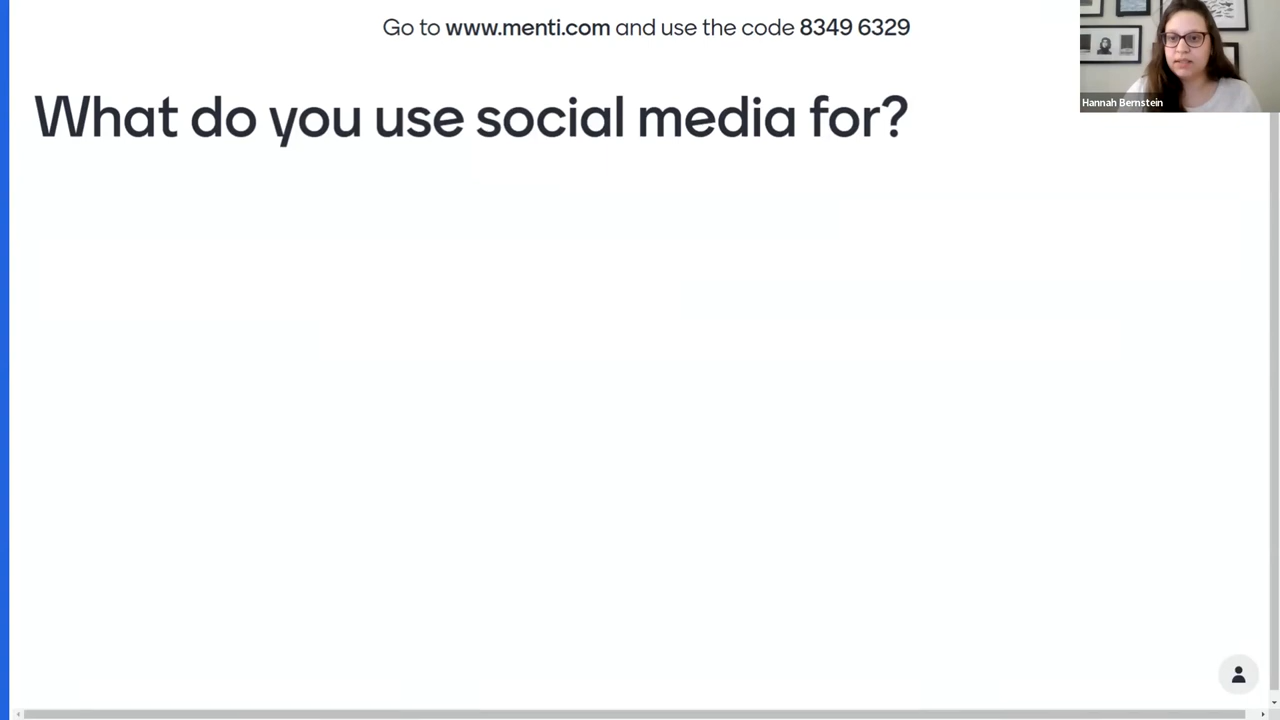 Go to www.menti.com and use the code 8349 6329
Hannah Bernstein
What do you use social media for?